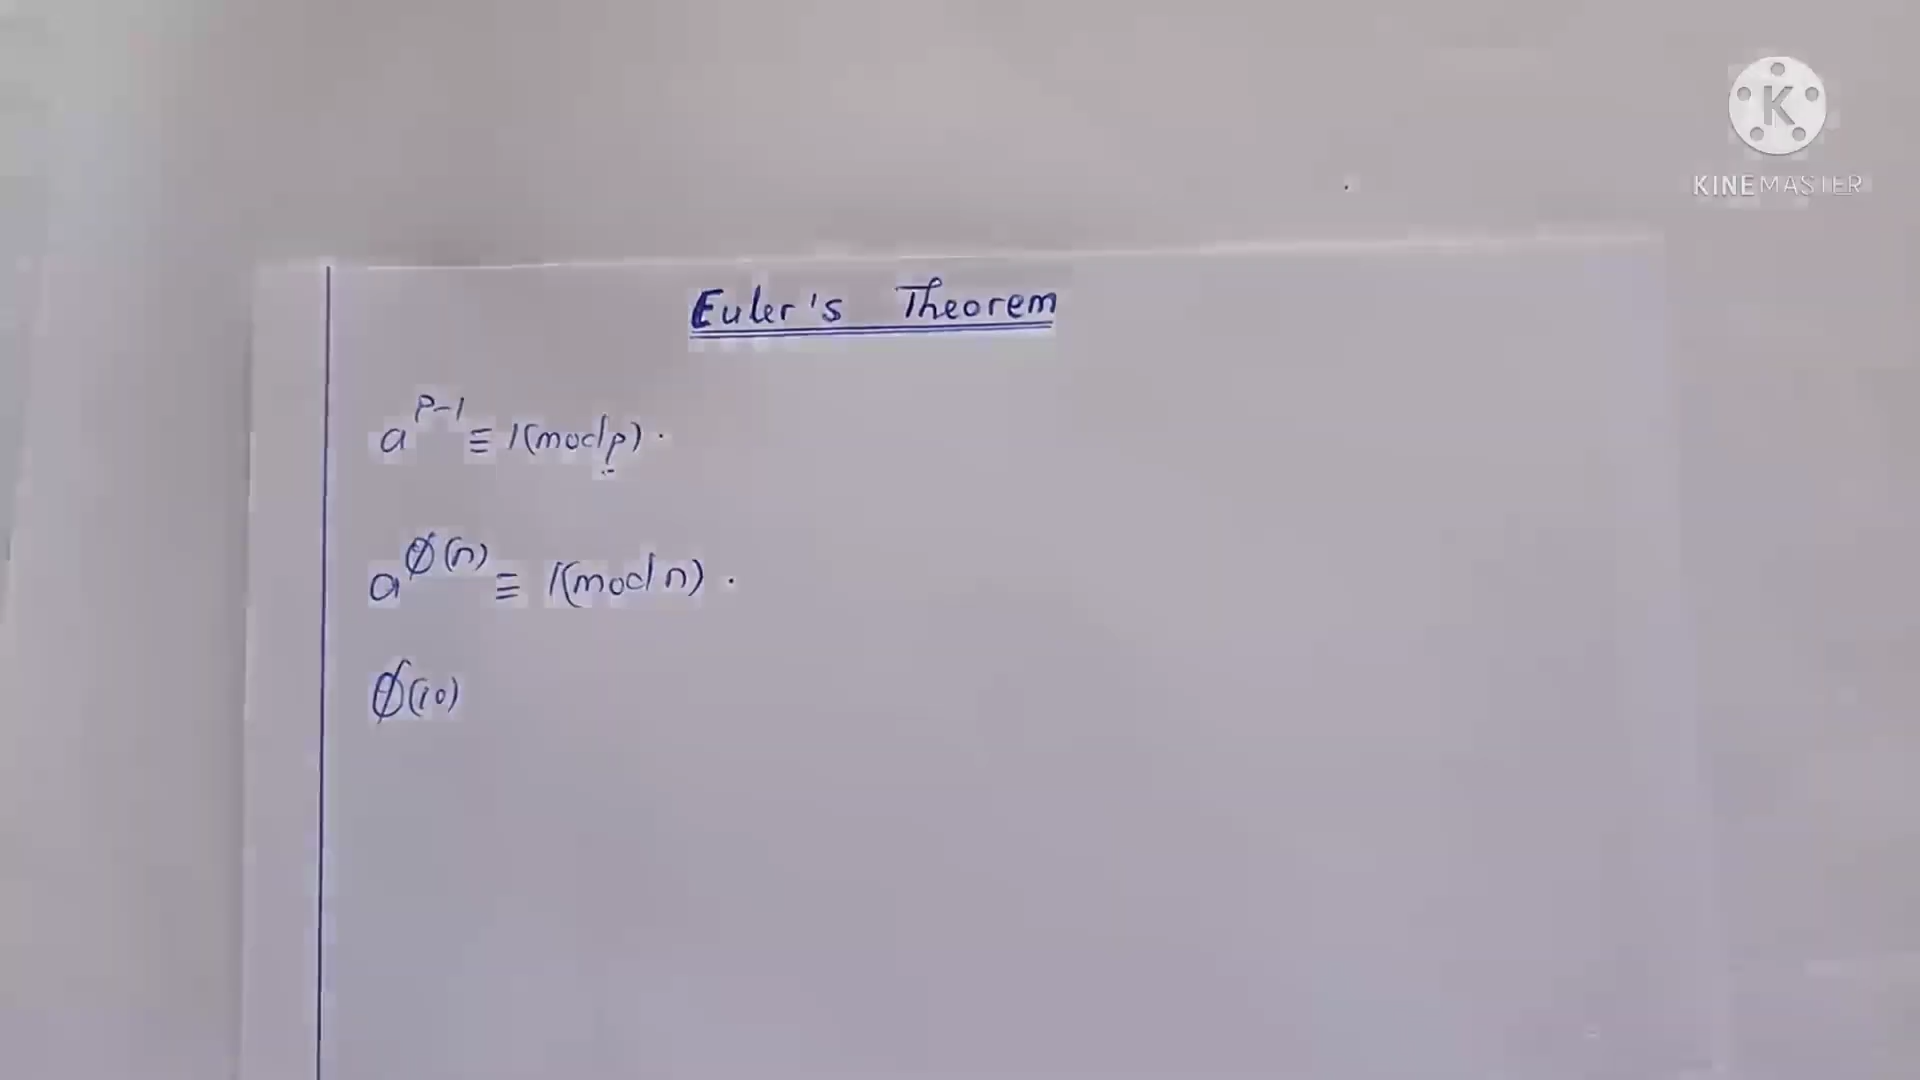 KINEMASTER
Euler's Theorem
a^{P-1} ≡ 1(mod p).
a^{Ø(n)} ≡ 1(mod n).
Ø(10)